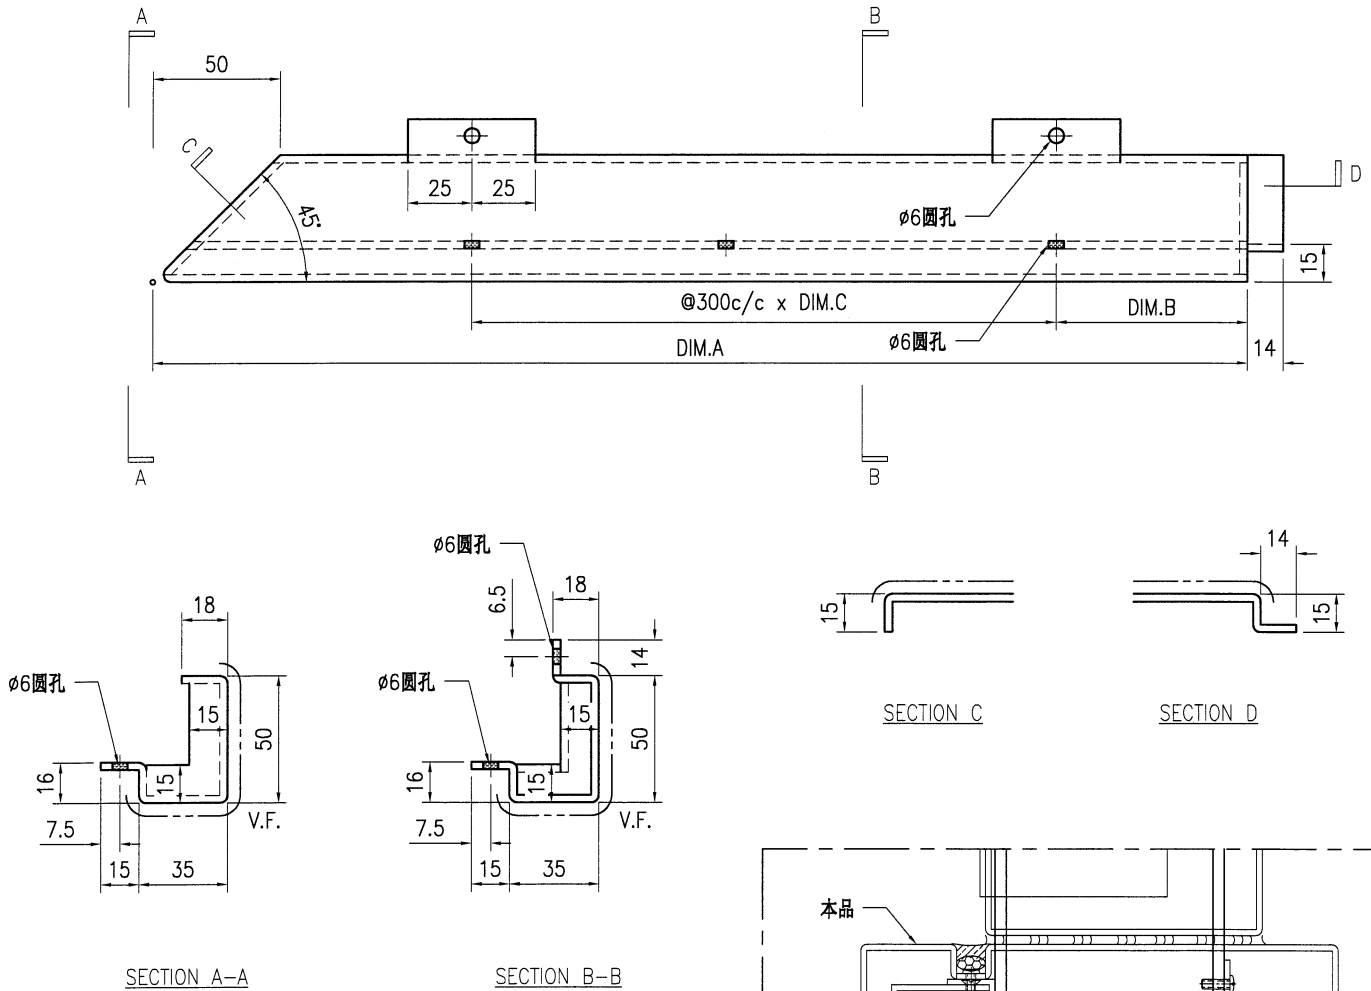 A
B
50
C
D
25
25
45°
ø6圆孔
15
@300c/c x DIM.C
DIM.B
ø6圆孔
DIM.A
14
A
B
ø6圆孔
18
6.5
14
18
14
15
15
ø6圆孔
15
50
ø6圆孔
15
50
SECTION C
SECTION D
16
15
16
15
7.5
V.F.
7.5
V.F.
15
35
15
35
本品
SECTION A-A
SECTION B-B